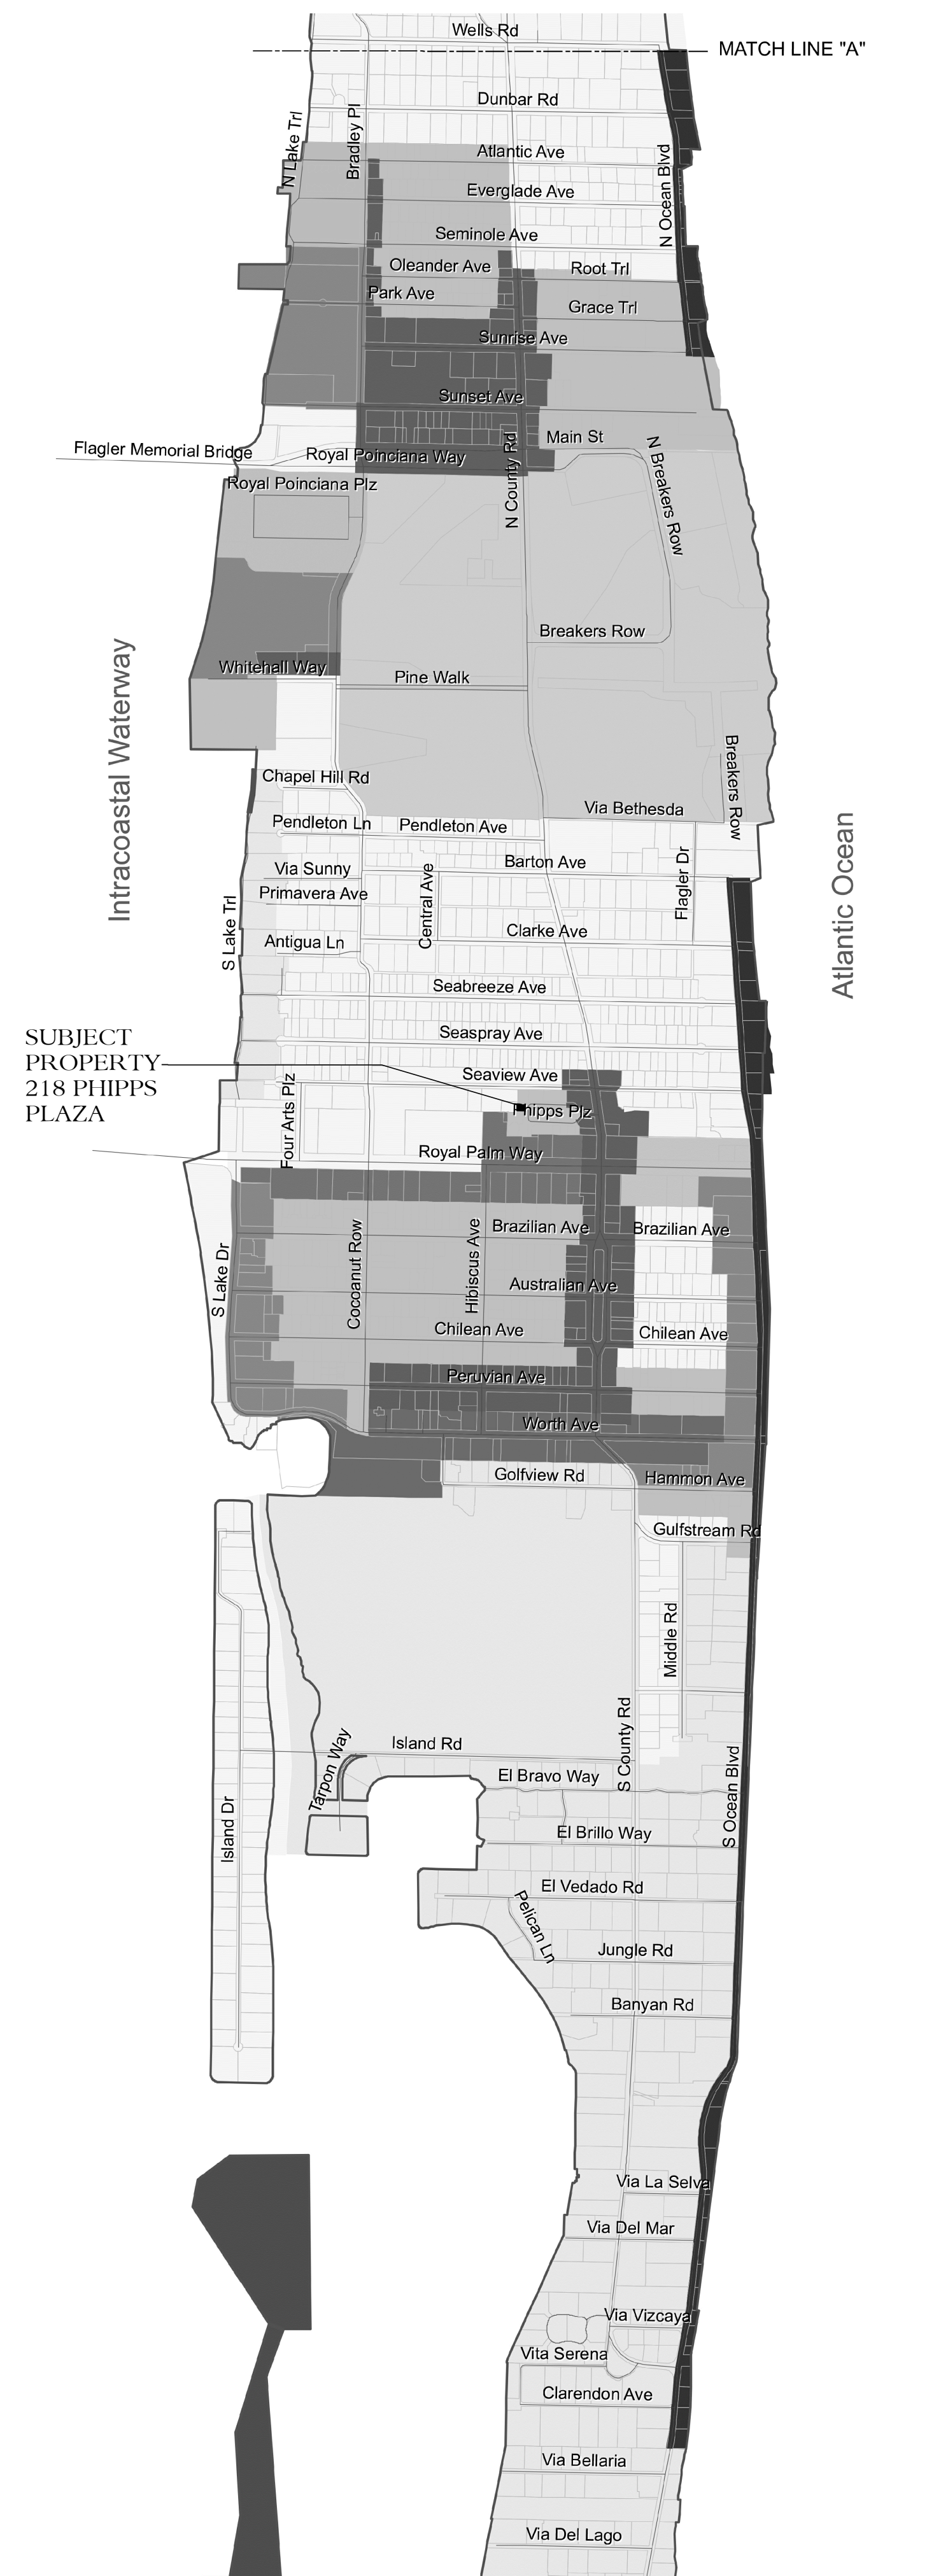 Wells Rd
MATCH LINE "A"
Dunbar Rd
N Lake Trl
Bradley Pl
Atlantic Ave
N Ocean Blvd
Everglade Ave
Seminole Ave
Oleander Ave
Root Trl
Park Ave
Grace Trl
Sunrise Ave
Sunset Ave
Main St
Flagler Memorial Bridge
Royal Poinciana Way
N County Rd
N Breakers Row
Royal Poinciana Plz
Breakers Row
Whitehall Way
Pine Walk
Intracoastal Waterway
Chapel Hill Rd
Breakers Row
Via Bethesda
Pendleton Ln
Pendleton Ave
Barton Ave
Via Sunny
Flagler Dr
Atlantic Ocean
Primavera Ave
Central Ave
S Lake Trl
Clarke Ave
Antigua Ln
Seabreeze Ave
Seaspray Ave
SUBJECT
PROPERTY
218 PHIPPS
PLAZA
Seaview Ave
Four Arts Plz
Phipps Plz
Royal Palm Way
Brazilian Ave
Brazilian Ave
S Lake Dr
Cocoanut Row
Hibiscus Ave
Australian Ave
Chilean Ave
Chilean Ave
Peruvian Ave
Worth Ave
Golfview Rd
Hammon Ave
Gulfstream Rd
Middle Rd
S County Rd
Island Rd
Tarpon Way
El Bravo Way
S Ocean Blvd
Island Dr
El Brillo Way
El Vedado Rd
Pelican Ln
Jungle Rd
Banyan Rd
Via La Selva
Via Del Mar
Via Vizcaya
Vita Serena
Clarendon Ave
Via Bellaria
Via Del Lago